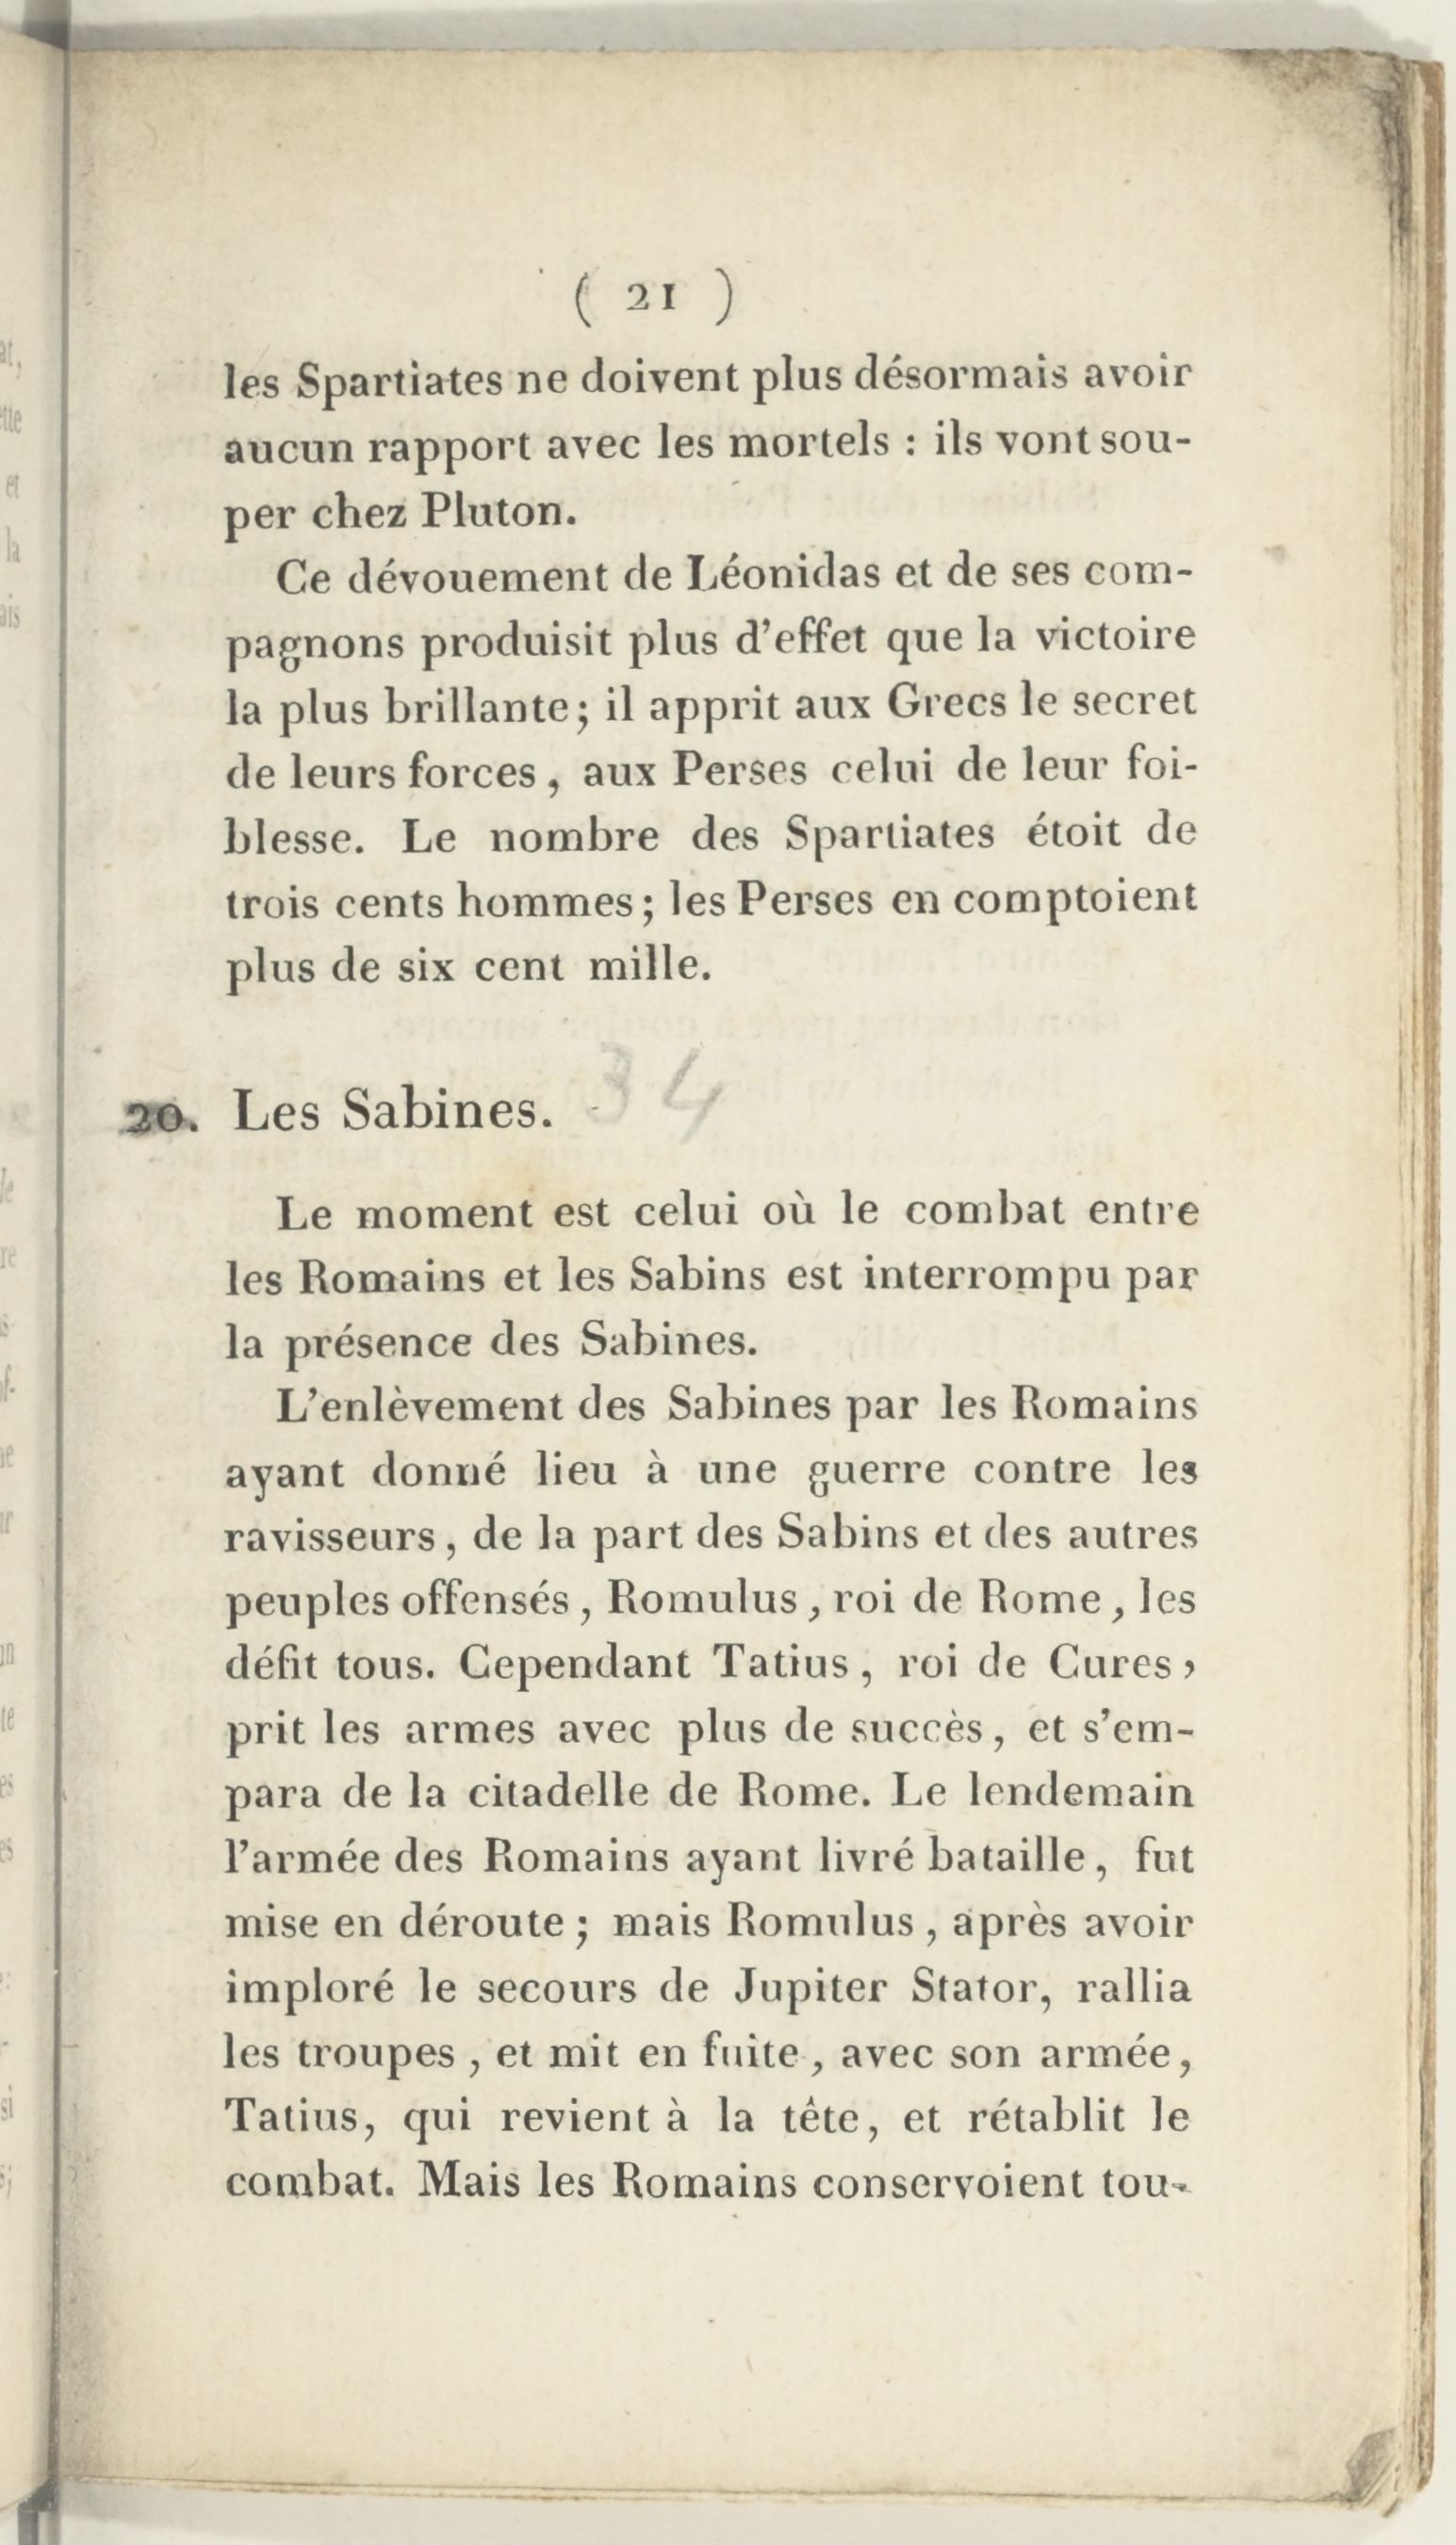 ( 21 )
les Spartiates ne doivent plus désormais avoir
aucun rapport avec les mortels : ils vont sou-
per chez Pluton.
Ce dévouement de Léonidas et de ses com-
pagnons produisit plus d'effet que la victoire
la plus brillante; il apprit aux Grecs le secret
de leurs forces, aux Perses celui de leur foi-
blesse. Le nombre des Spartiates étoit de
trois cents hommes; les Perses en comptoient
plus de six cent mille.
20. Les Sabines. 34
Le moment est celui où le combat entre
les Romains et les Sabins est interrompu par
la présence des Sabines.
L'enlèvement des Sabines par les Romains
ayant donné lieu à une guerre contre les
ravisseurs, de la part des Sabins et des autres
peuples offensés, Romulus, roi de Rome, les
défit tous. Cependant Tatius, roi de Cures,
prit les armes avec plus de succès, et s'em-
para de la citadelle de Rome. Le lendemain
l'armée des Romains ayant livré bataille, fut
mise en déroute; mais Romulus, après avoir
imploré le secours de Jupiter Stator, rallia
les troupes, et mit en fuite, avec son armée,
Tatius, qui revient à la tête, et rétablit le
combat. Mais les Romains conservoient tou-